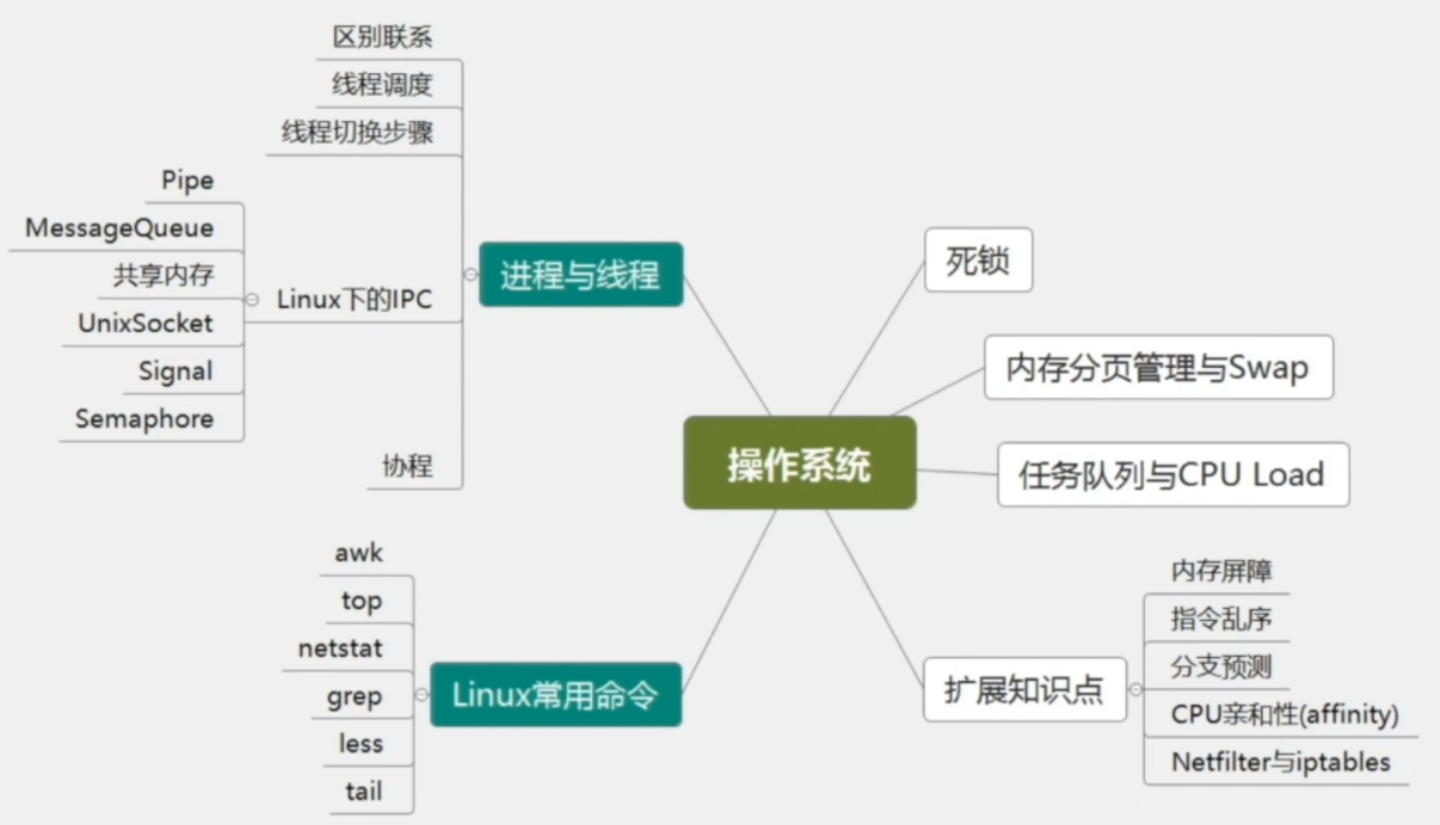 区别联系
线程调度
线程切换步骤
Pipe
MessageQueue
共享内存
UnixSocket
Signal
Semaphore
Linux下的IPC
协程
进程与线程
awk
top
netstat
grep
less
tail
Linux常用命令
操作系统
死锁
内存分页管理与Swap
任务队列与CPU Load
扩展知识点
内存屏障
指令乱序
分支预测
CPU亲和性(affinity)
Netfilter与iptables